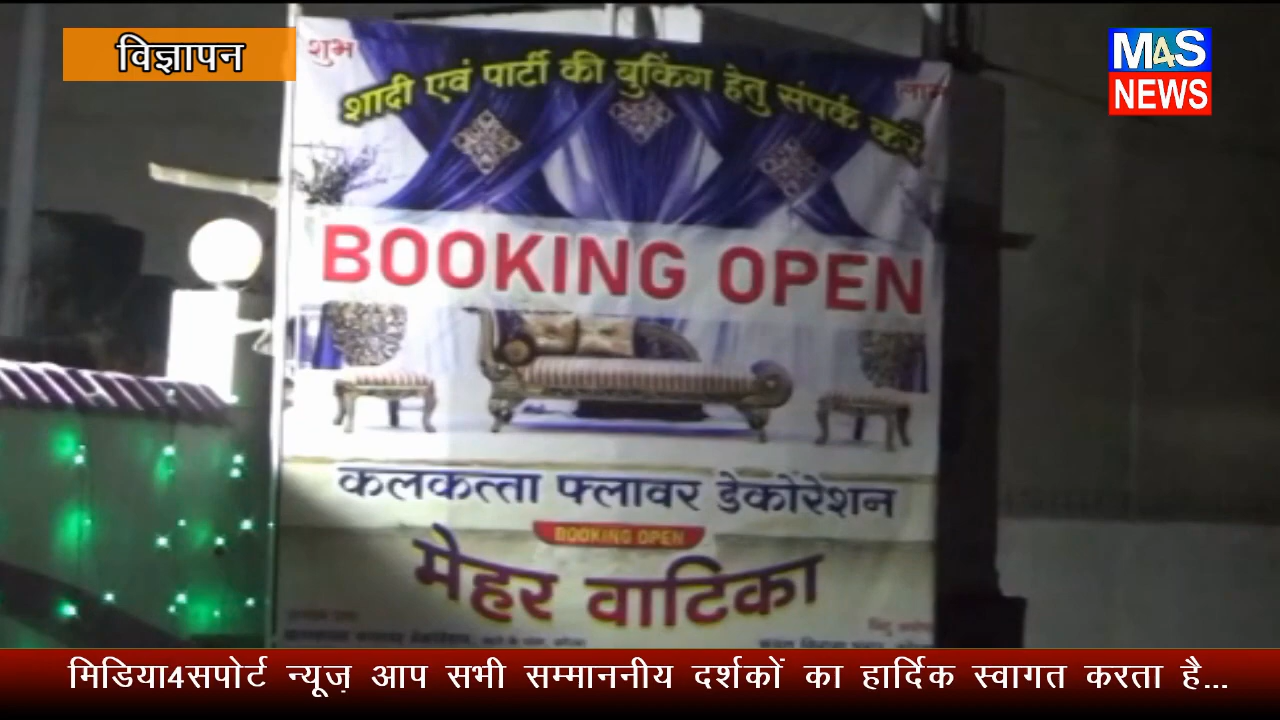 विज्ञापन
M4S
NEWS
शुभ
लाभ
शादी एवं पार्टी की बुकिंग हेतु संपर्क करें
BOOKING OPEN
कलकत्ता फ्लावर डेकोरेशन
BOOKING OPEN
मेहर वाटिका
मिडिया4सपोर्ट न्यूज़ आप सभी सम्माननीय दर्शकों का हार्दिक स्वागत करता है...